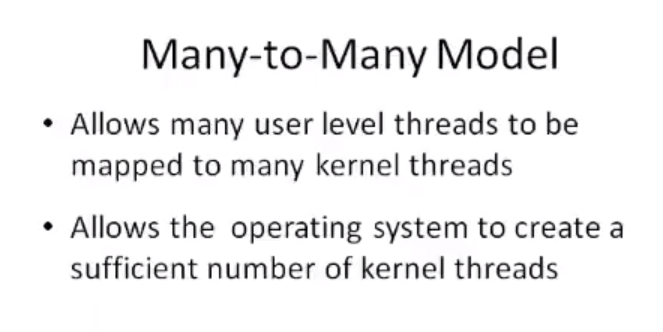 Many-to-Many Model
• Allows many user level threads to be
mapped to many kernel threads
• Allows the operating system to create a
sufficient number of kernel threads